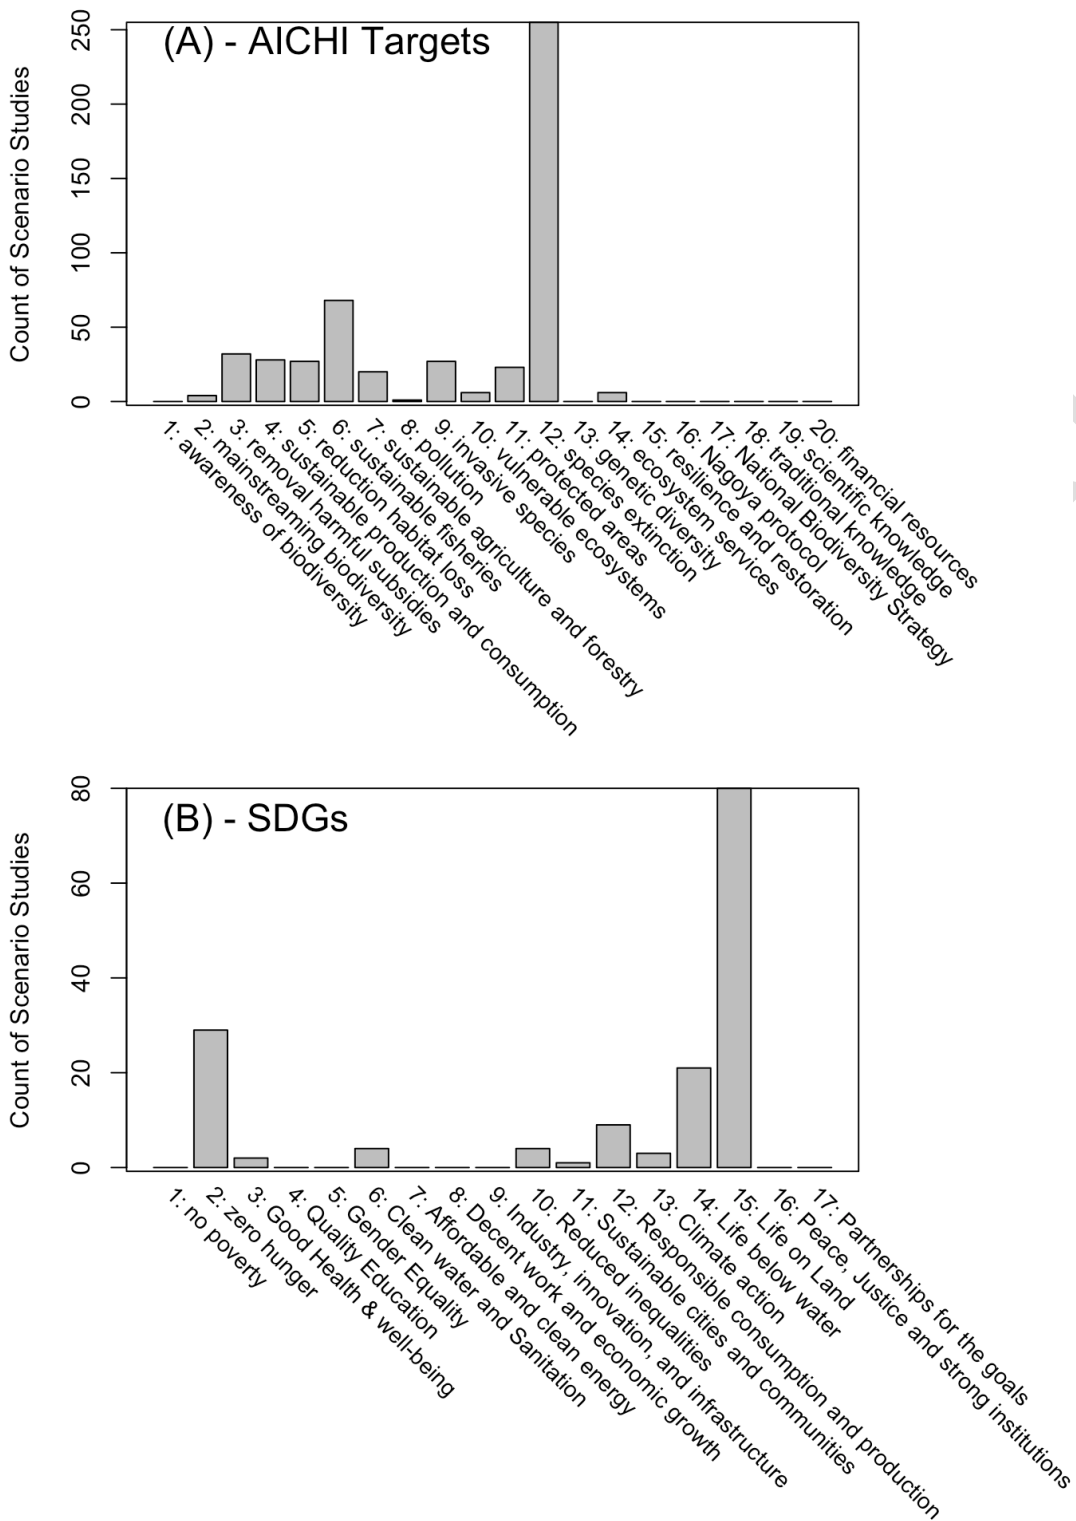 (A) - AICHI Targets
Count of Scenario Studies
250
200
150
100
50
0
1: awareness of biodiversity
2: mainstreaming biodiversity
3: removal harmful subsidies
4: sustainable production and consumption
5: reduction habitat loss
6: sustainable fisheries
7: sustainable agriculture and forestry
8: pollution
9: invasive species
10: vulnerable ecosystems
11: protected areas
12: species extinction
13: genetic diversity
14: ecosystem services
15: resilience and restoration
16: Nagoya protocol
17: National Biodiversity Strategy
18: traditional knowledge
19: scientific knowledge
20: financial resources
(B) - SDGs
Count of Scenario Studies
80
60
40
20
0
1: no poverty
2: zero hunger
3: Good Health & well-being
4: Quality Education
5: Gender Equality
6: Clean water and Sanitation
7: Affordable and clean energy
8: Decent work and economic growth
9: Industry, innovation, and infrastructure
10: Reduced inequalities
11: Sustainable cities and communities
12: Responsible consumption and production
13: Climate action
14: Life below water
15: Life on Land
16: Peace, Justice and strong institutions
17: Partnerships for the goals